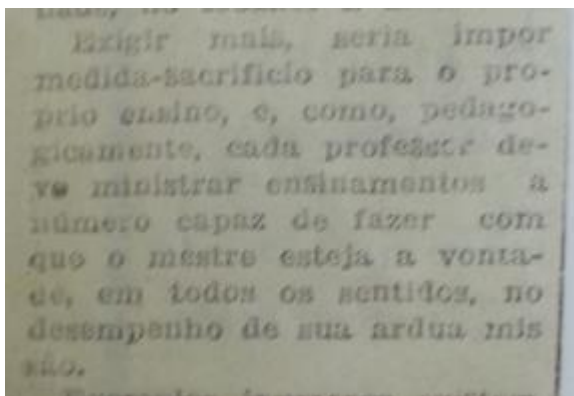 Exigir mais, seria impor
medida-sacrificio para o pro-
prio ensino, e, como, pedago-
gicamente, cada professor de-
ve ministrar ensinamentos a
número capaz de fazer com
que o mestre esteja a vonta-
de, em todos os sentidos, no
desempenho de sua ardua mis
são.